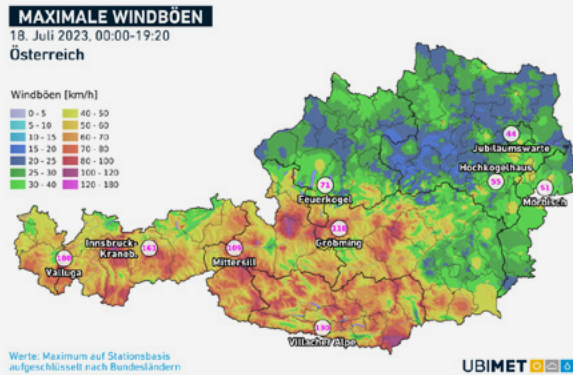 MAXIMALE WINDBÖEN
18. Juli 2023, 00:00-19:20
Österreich
Windböen [km/h]
0 - 5
5 - 10
10 - 15
15 - 20
20 - 25
25 - 30
30 - 40
40 - 50
50 - 60
60 - 70
70 - 80
80 - 100
100 - 120
120 - 180
44
Jubiläumswarte
Hochkogelhaus
55
51
Mörbisch
71
Feuerkogel
118
Gröbming
Innsbruck-
Kraneb.
161
109
Mittersill
100
Valluga
130
Villacher Alpe
Werte: Maximum auf Stationsbasis
aufgeschlüsselt nach Bundesländern
UBIMET